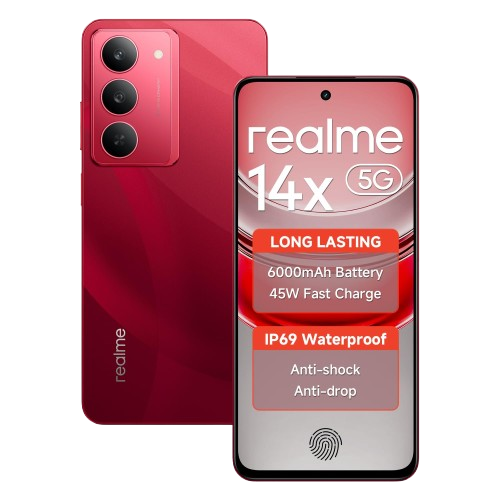 realme
realme
14x 5G
LONG LASTING
6000mAh Battery
45W Fast Charge
IP69 Waterproof
Anti-shock
Anti-drop